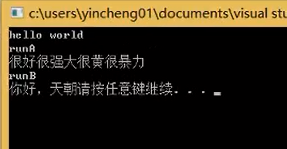 c:\users\yincheng01\documents\visual stu
hello world
runA
很好很强大很黄很暴力
runB
你好，天朝请按任意键继续. . .